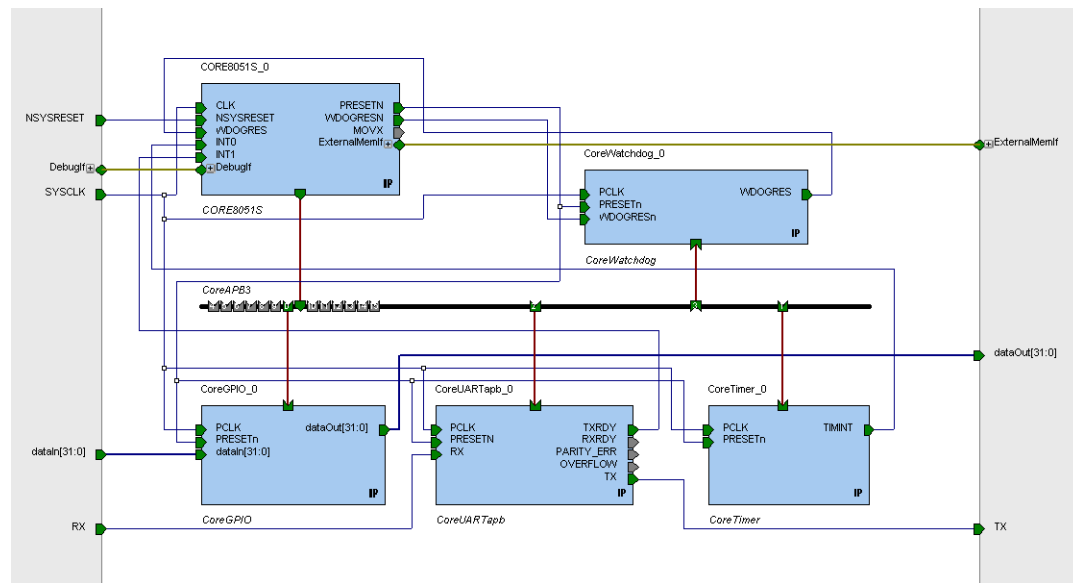 CORE8051S_0
CLK
NSYSRESET
WDOGRES
INT0
INT1
DebugIf
PRESETN
WDOGRESN
MOVX
ExternalMemIf
IP
CORE8051S
NSYSRESET
DebugIf
SYSCLK
ExternalMemIf
CoreWatchdog_0
PCLK
PRESETn
WDOGRESn
WDOGRES
IP
CoreWatchdog
CoreAPB3
dataOut[31:0]
CoreGPIO_0
PCLK
PRESETn
dataIn[31:0]
dataOut[31:0]
IP
CoreGPIO
CoreUARTapb_0
PCLK
PRESETN
RX
TXRDY
RXRDY
PARITY_ERR
OVERFLOW
TX
IP
CoreUARTapb
CoreTimer_0
PCLK
PRESETn
TIMINT
IP
CoreTimer
dataIn[31:0]
RX
TX